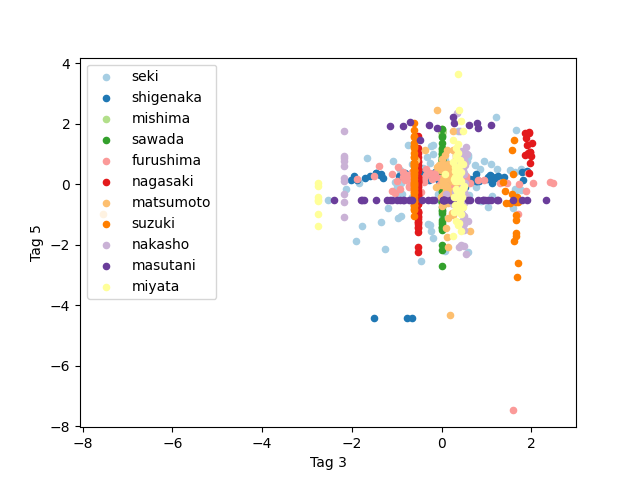 4
2
0
−2
−4
−6
−8
Tag 5
seki
shigenaka
mishima
sawada
furushima
nagasaki
matsumoto
suzuki
nakasho
masutani
miyata
−8 −6 −4 −2 0 2
Tag 3